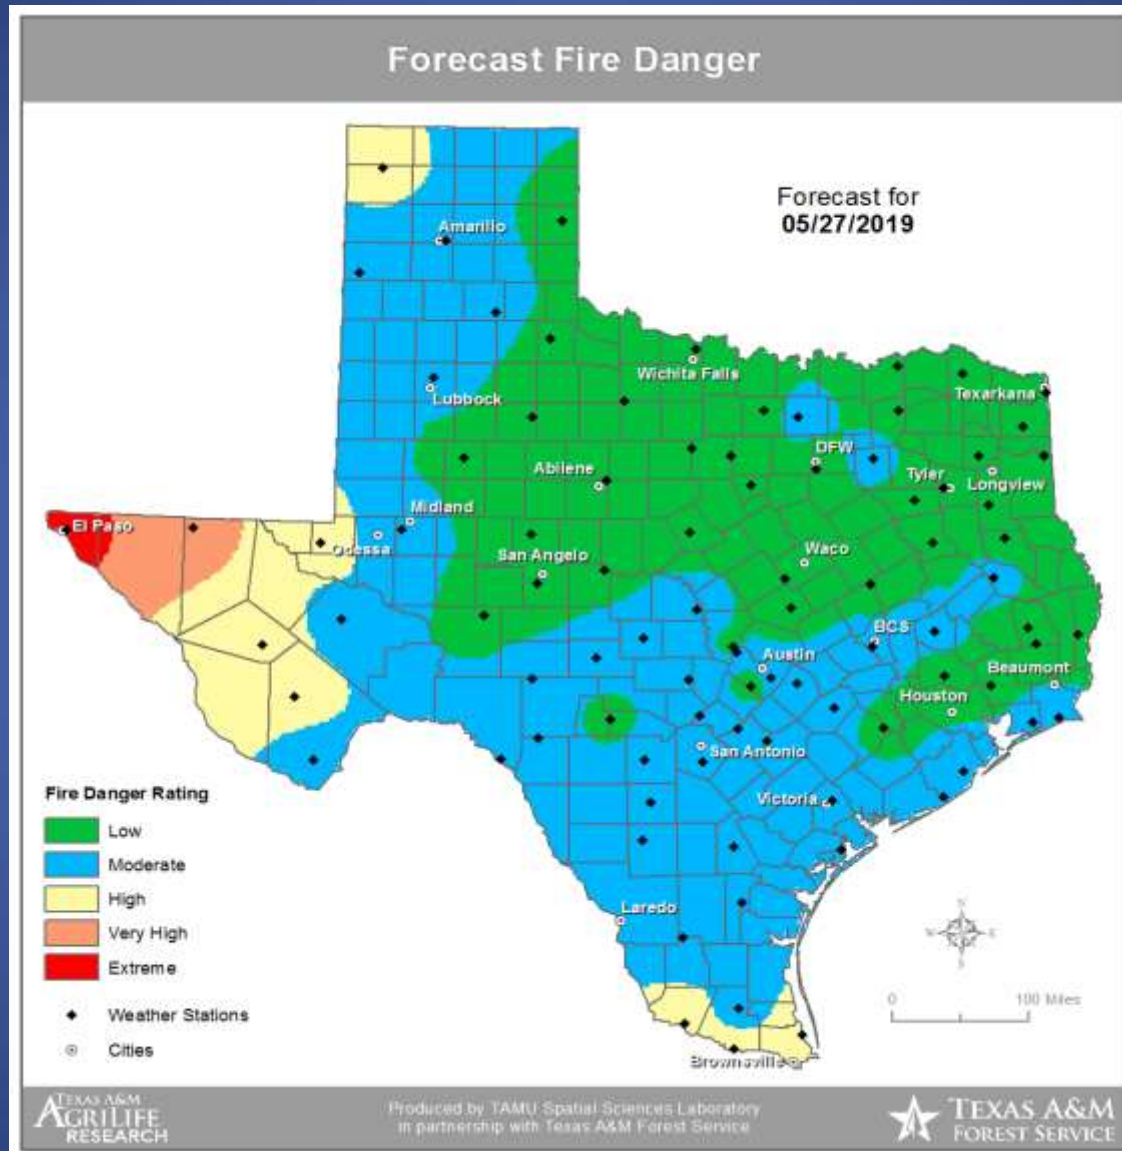 Forecast Fire Danger
Forecast for
05/27/2019
Amarillo
Wichita Falls
Lubbock
Texarkana
DFW
Abilene
Tyler
Longview
Midland
El Paso
Odessa
San Angelo
Waco
BCS
Austin
Beaumont
Houston
San Antonio
Victoria
Laredo
Brownsville
Fire Danger Rating
Low
Moderate
High
Very High
Extreme
Weather Stations
Cities
N
W
E
S
0
100 Miles
TEXAS A&M
AGRILIFE
RESEARCH
Produced by TAMU Spatial Sciences Laboratory
in partnership with Texas A&M Forest Service
TEXAS A&M
FOREST SERVICE